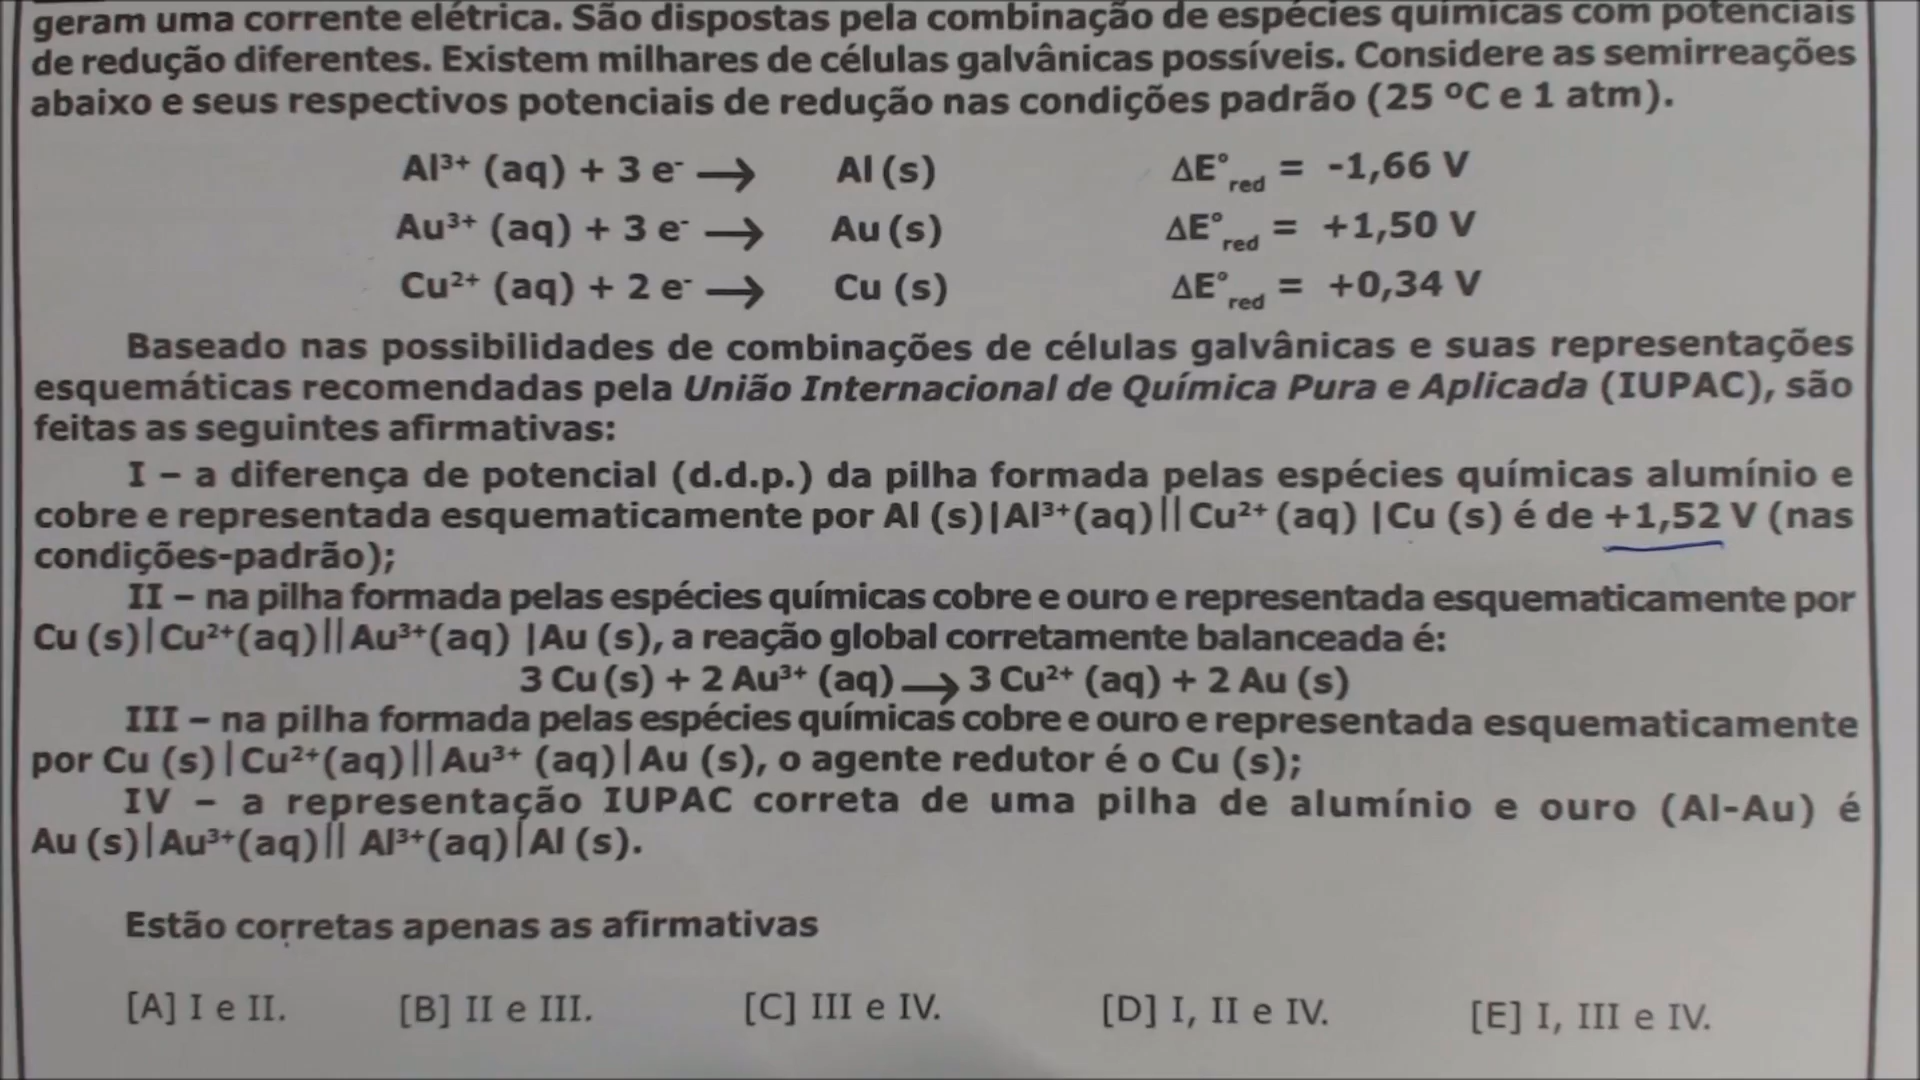 geram uma corrente elétrica. São dispostas pela combinação de espécies químicas com potenciais
de redução diferentes. Existem milhares de células galvânicas possíveis. Considere as semirreações
abaixo e seus respectivos potenciais de redução nas condições padrão (25 ºC e 1 atm).
Al³⁺ (aq) + 3 e⁻ → Al (s) ΔE°red = -1,66 V
Au³⁺ (aq) + 3 e⁻ → Au (s) ΔE°red = +1,50 V
Cu²⁺ (aq) + 2 e⁻ → Cu (s) ΔE°red = +0,34 V
Baseado nas possibilidades de combinações de células galvânicas e suas representações
esquemáticas recomendadas pela União Internacional de Química Pura e Aplicada (IUPAC), são
feitas as seguintes afirmativas:
I – a diferença de potencial (d.d.p.) da pilha formada pelas espécies químicas alumínio e
cobre e representada esquematicamente por Al (s)|Al³⁺(aq)||Cu²⁺ (aq) |Cu (s) é de +1,52 V (nas
condições-padrão);
II – na pilha formada pelas espécies químicas cobre e ouro e representada esquematicamente por
Cu (s)|Cu²⁺(aq)||Au³⁺(aq) |Au (s), a reação global corretamente balanceada é:
3 Cu (s) + 2 Au³⁺ (aq) → 3 Cu²⁺ (aq) + 2 Au (s)
III – na pilha formada pelas espécies químicas cobre e ouro e representada esquematicamente
por Cu (s)|Cu²⁺(aq)||Au³⁺ (aq)|Au (s), o agente redutor é o Cu (s);
IV – a representação IUPAC correta de uma pilha de alumínio e ouro (Al-Au) é
Au (s)|Au³⁺(aq)|| Al³⁺(aq)|Al (s).
Estão corretas apenas as afirmativas
[A] I e II. [B] II e III. [C] III e IV. [D] I, II e IV. [E] I, III e IV.